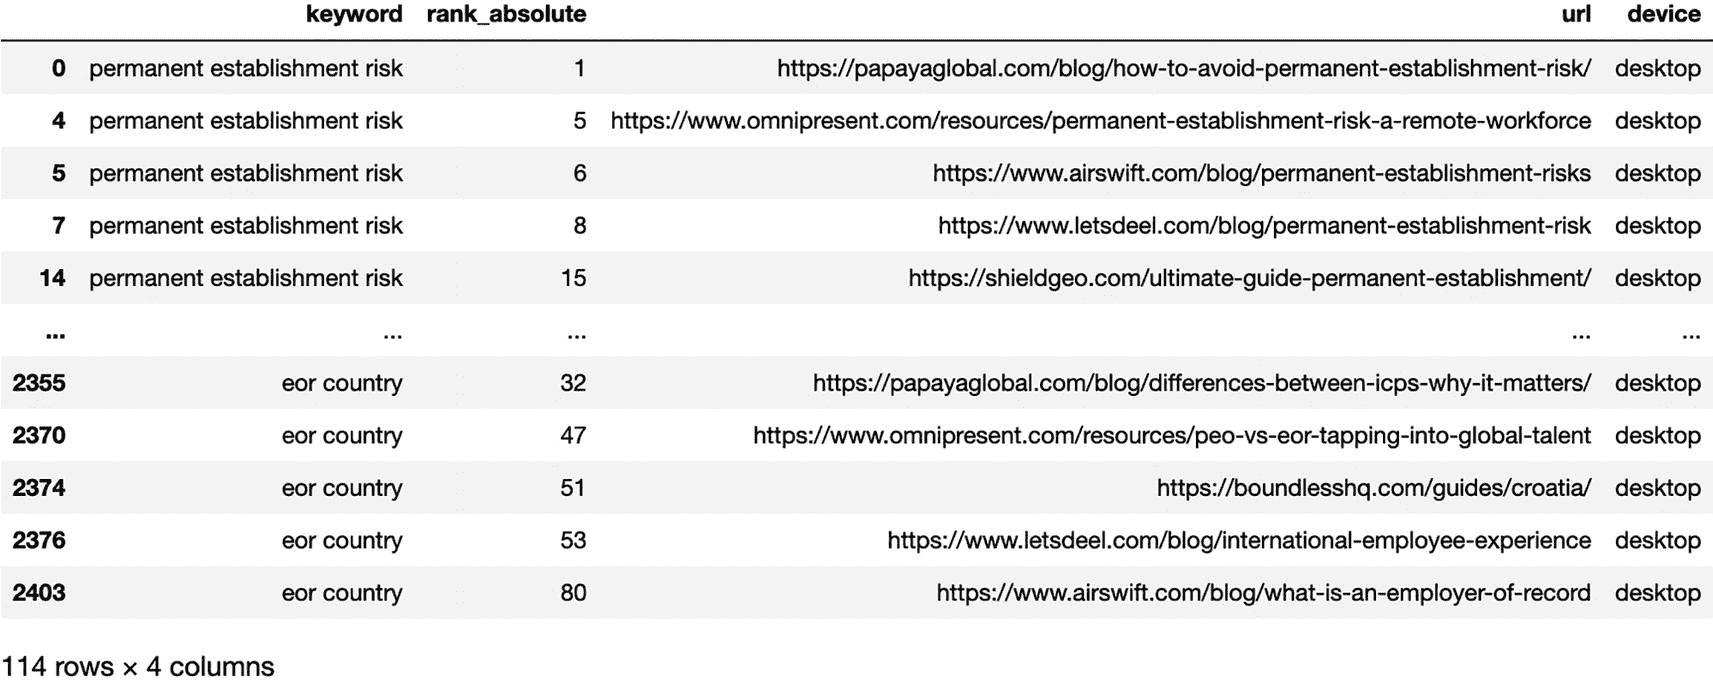 keyword rank_absolute url device
0 permanent establishment risk 1 https://papayaglobal.com/blog/how-to-avoid-permanent-establishment-risk/ desktop
4 permanent establishment risk 5 https://www.omnipresent.com/resources/permanent-establishment-risk-a-remote-workforce desktop
5 permanent establishment risk 6 https://www.airswift.com/blog/permanent-establishment-risks desktop
7 permanent establishment risk 8 https://www.letsdeel.com/blog/permanent-establishment-risk desktop
14 permanent establishment risk 15 https://shieldgeo.com/ultimate-guide-permanent-establishment/ desktop
... ... ... ... ...
2355 eor country 32 https://papayaglobal.com/blog/differences-between-icps-why-it-matters/ desktop
2370 eor country 47 https://www.omnipresent.com/resources/peo-vs-eor-tapping-into-global-talent desktop
2374 eor country 51 https://boundlesshq.com/guides/croatia/ desktop
2376 eor country 53 https://www.letsdeel.com/blog/international-employee-experience desktop
2403 eor country 80 https://www.airswift.com/blog/what-is-an-employer-of-record desktop
114 rows × 4 columns